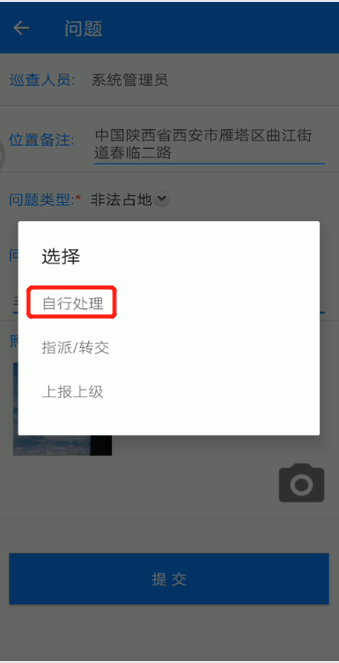 问题
巡查人员: 系统管理员
位置备注: 中国陕西省西安市雁塔区曲江街
道春临二路
问题类型:* 非法占地
选择
自行处理
指派/转交
上报上级
提 交